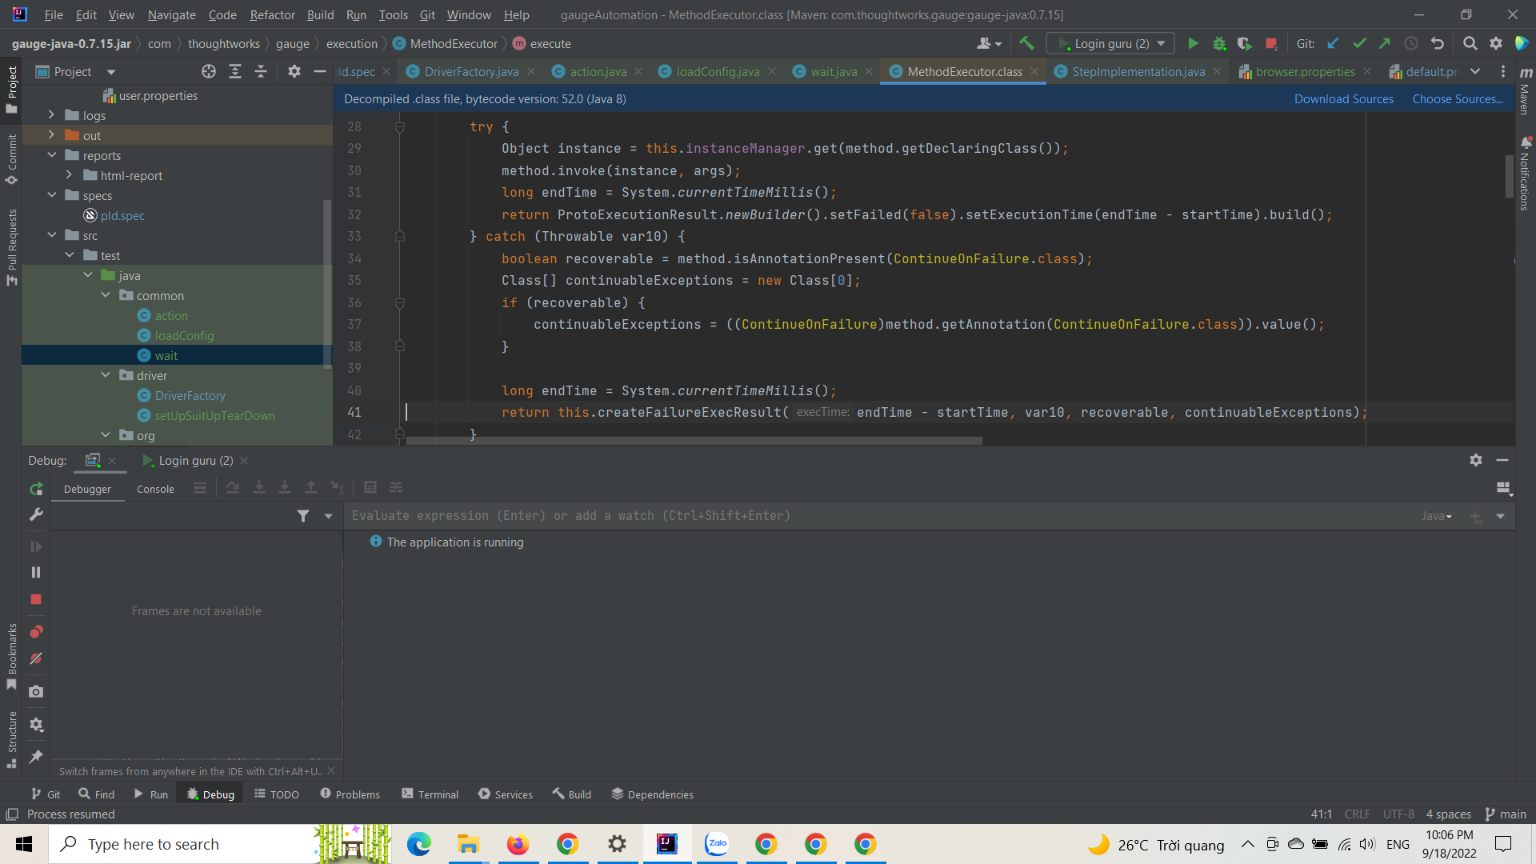 File Edit View Navigate Code Refactor Build Run Tools Git Window Help gaugeAutomation - MethodExecutor.class [Maven: com.thoughtworks.gauge:gauge-java:0.7.15]
gauge-java-0.7.15.jar com thoughtworks gauge execution MethodExecutor execute Login guru (2) Git:
Project
Project
ld.spec DriverFactory.java action.java loadConfig.java wait.java MethodExecutor.class StepImplementation.java browser.properties default.pr
Maven
Notifications
Commit
Pull Requests
Bookmarks
Structure
Decompiled .class file, bytecode version: 52.0 (Java 8) Download Sources Choose Sources...
user.properties
logs
out
reports
html-report
specs
pld.spec
src
test
java
common
action
loadConfig
wait
driver
DriverFactory
setUpSuitUpTearDown
org
28 try {
29 Object instance = this.instanceManager.get(method.getDeclaringClass());
30 method.invoke(instance, args);
31 long endTime = System.currentTimeMillis();
32 return ProtoExecutionResult.newBuilder().setFailed(false).setExecutionTime(endTime - startTime).build();
33 } catch (Throwable var10) {
34 boolean recoverable = method.isAnnotationPresent(ContinueOnFailure.class);
35 Class[] continuableExceptions = new Class[0];
36 if (recoverable) {
37 continuableExceptions = ((ContinueOnFailure)method.getAnnotation(ContinueOnFailure.class)).value();
38 }
39
40 long endTime = System.currentTimeMillis();
41 return this.createFailureExecResult( execTime: endTime - startTime, var10, recoverable, continuableExceptions);
42 }
Debug: Login guru (2)
Debugger Console
Evaluate expression (Enter) or add a watch (Ctrl+Shift+Enter) Java
The application is running
Frames are not available
Switch frames from anywhere in the IDE with Ctrl+Alt+U..
Git Find Run Debug TODO Problems Terminal Services Build Dependencies
Process resumed 41:1 CRLF UTF-8 4 spaces main
Type here to search Zalo 26°C Trời quang ENG
10:06 PM
9/18/2022